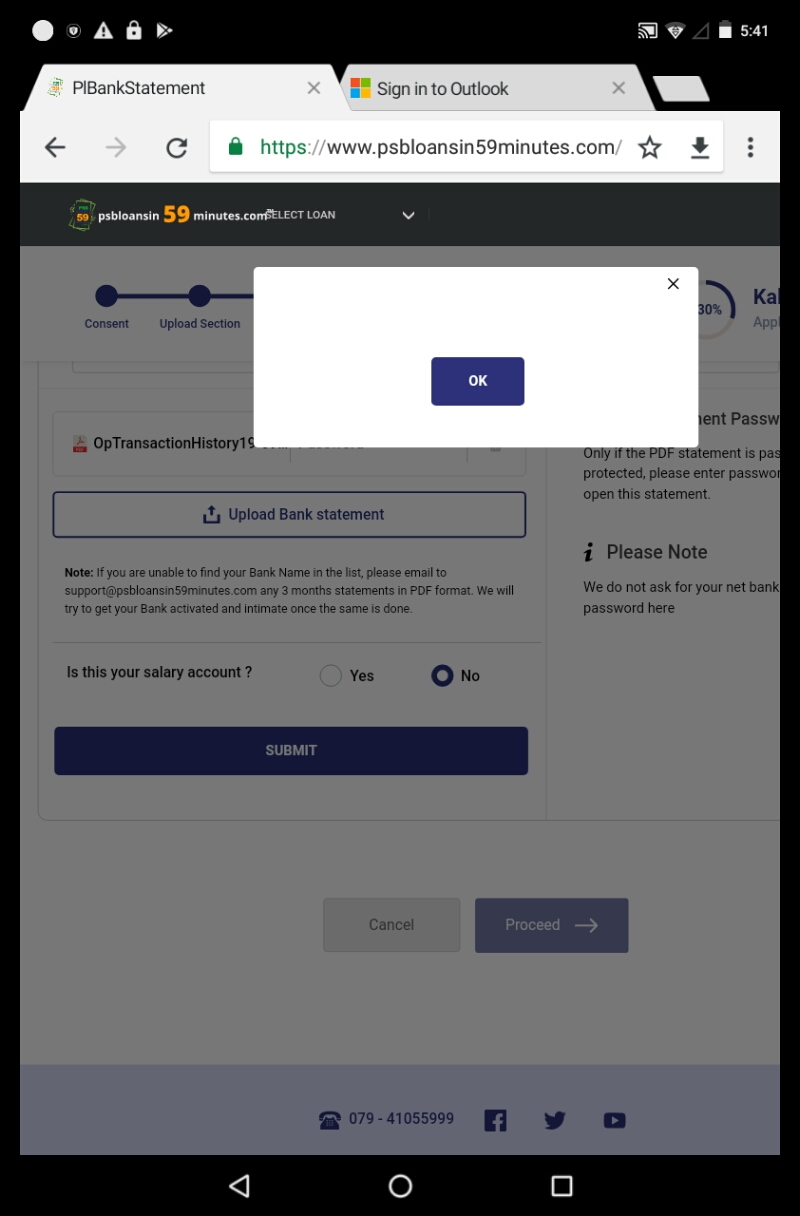 5:41
PlBankStatement
Sign in to Outlook
https://www.psbloansin59minutes.com/
psbloansin 59 minutes.com
SELECT LOAN
Consent
Upload Section
30%
Kal
Appl
OK
OpTransactionHistory19
ent Passw
Only if the PDF statement is pas
protected, please enter passwor
open this statement.
Upload Bank statement
Please Note
We do not ask for your net bank
password here
Note: If you are unable to find your Bank Name in the list, please email to
support@psbloansin59minutes.com any 3 months statements in PDF format. We will
try to get your Bank activated and intimate once the same is done.
Is this your salary account ?
Yes
No
SUBMIT
Cancel
Proceed
079 - 41055999